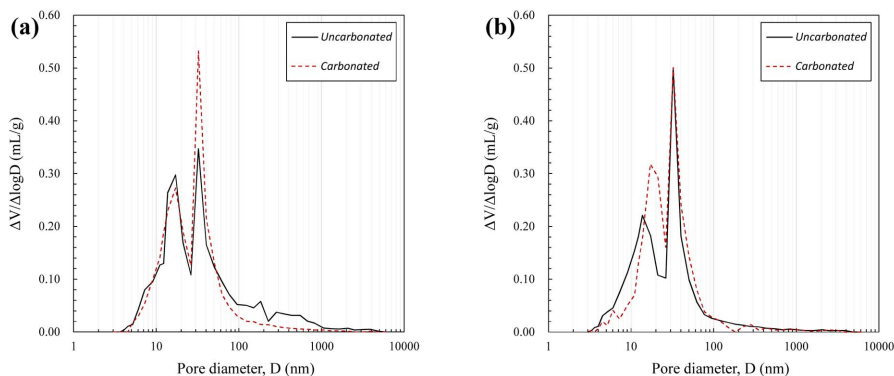 (a)
Uncarbonated
Carbonated
ΔV/ΔlogD (mL/g)
0.60
0.50
0.40
0.30
0.20
0.10
0.00
1 10 100 1000 10000
Pore diameter, D (nm)
(b)
Uncarbonated
Carbonated
ΔV/ΔlogD (mL/g)
0.60
0.50
0.40
0.30
0.20
0.10
0.00
1 10 100 1000 10000
Pore diameter, D (nm)